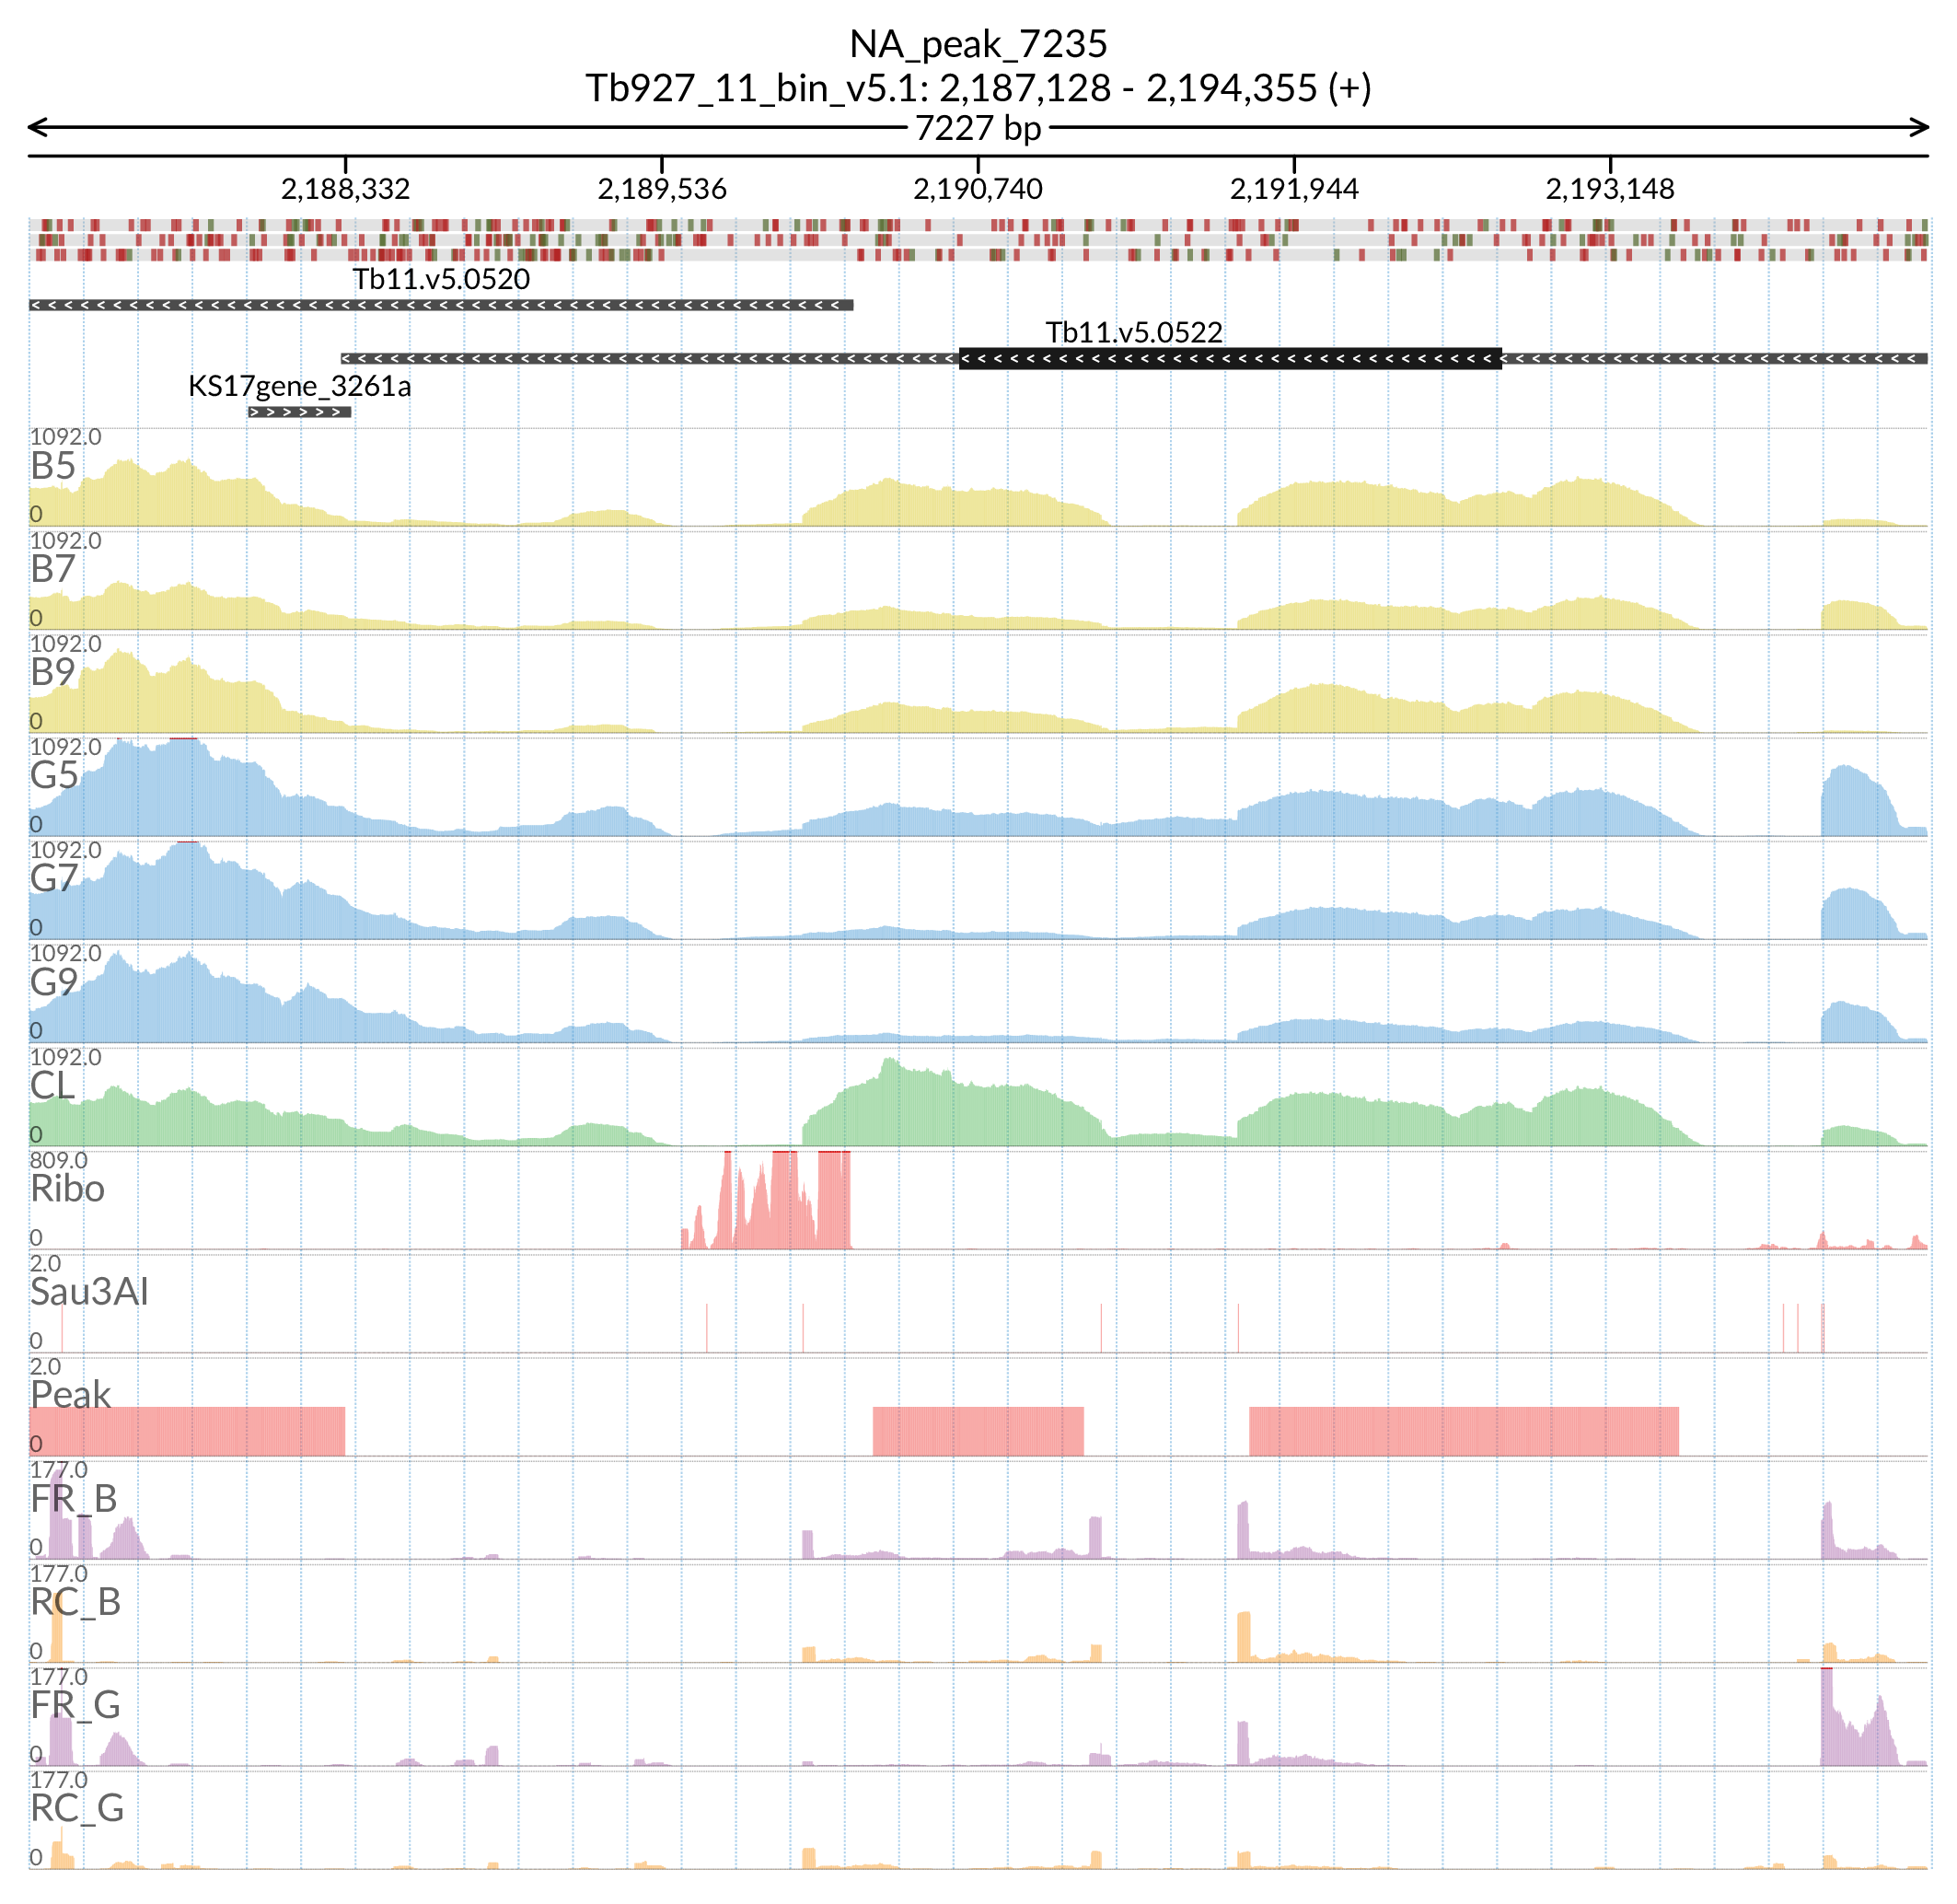 NA_peak_7235
Tb927_11_bin_v5.1: 2,187,128 - 2,194,355 (+)
7227 bp
2,188,332 2,189,536 2,190,740 2,191,944 2,193,148
Tb11.v5.0520
Tb11.v5.0522
KS17gene_3261a
1092.0
B5
0
1092.0
B7
0
1092.0
B9
0
1092.0
G5
0
1092.0
G7
0
1092.0
G9
0
1092.0
CL
0
809.0
Ribo
0
2.0
Sau3AI
0
2.0
Peak
0
177.0
FR_B
0
177.0
RC_B
0
177.0
FR_G
0
177.0
RC_G
0